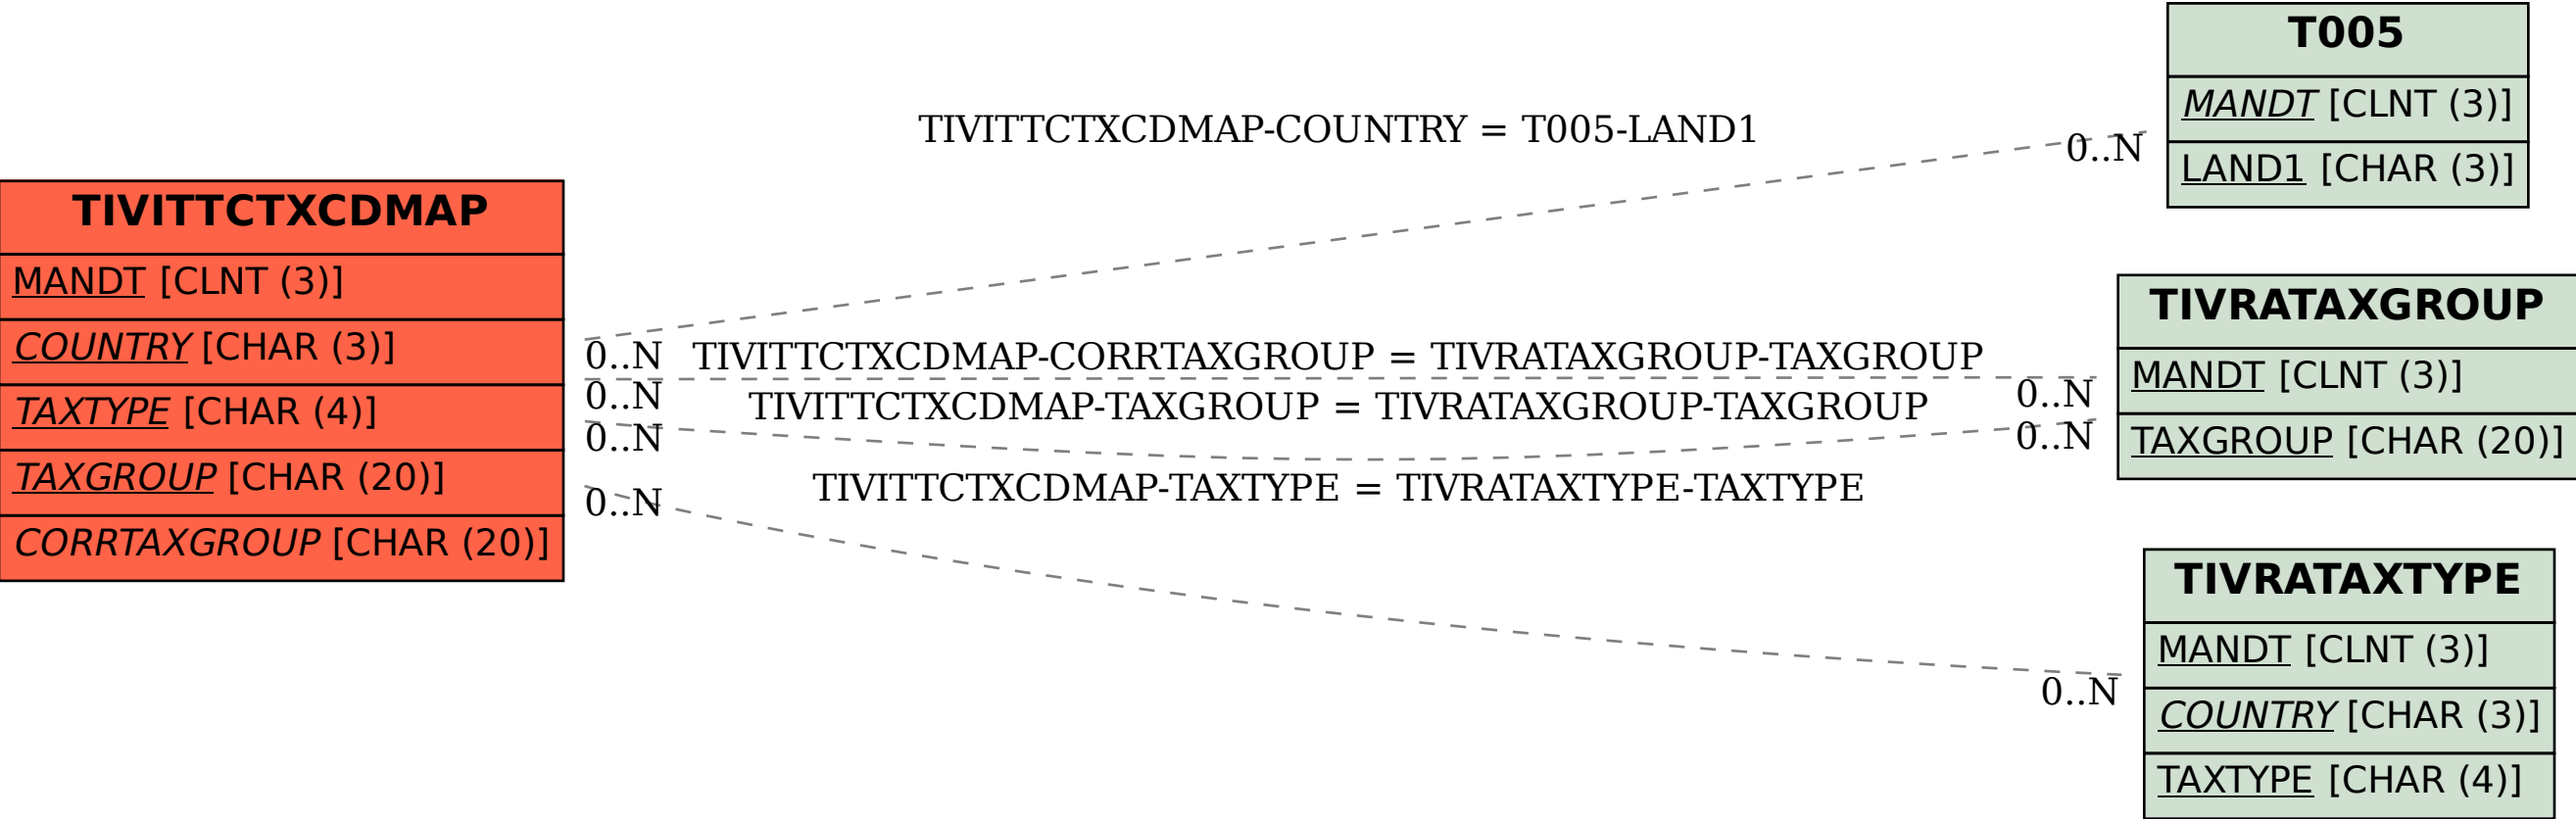 TIVITTCTXCDMAP
MANDT [CLNT (3)]
COUNTRY [CHAR (3)]
TAXTYPE [CHAR (4)]
TAXGROUP [CHAR (20)]
CORRTAXGROUP [CHAR (20)]
TIVITTCTXCDMAP-COUNTRY = T005-LAND1
0..N
0..N
TIVITTCTXCDMAP-CORRTAXGROUP = TIVRATAXGROUP-TAXGROUP
0..N
0..N
TIVITTCTXCDMAP-TAXGROUP = TIVRATAXGROUP-TAXGROUP
0..N
0..N
TIVITTCTXCDMAP-TAXTYPE = TIVRATAXTYPE-TAXTYPE
0..N
0..N
T005
MANDT [CLNT (3)]
LAND1 [CHAR (3)]
TIVRATAXGROUP
MANDT [CLNT (3)]
TAXGROUP [CHAR (20)]
TIVRATAXTYPE
MANDT [CLNT (3)]
COUNTRY [CHAR (3)]
TAXTYPE [CHAR (4)]